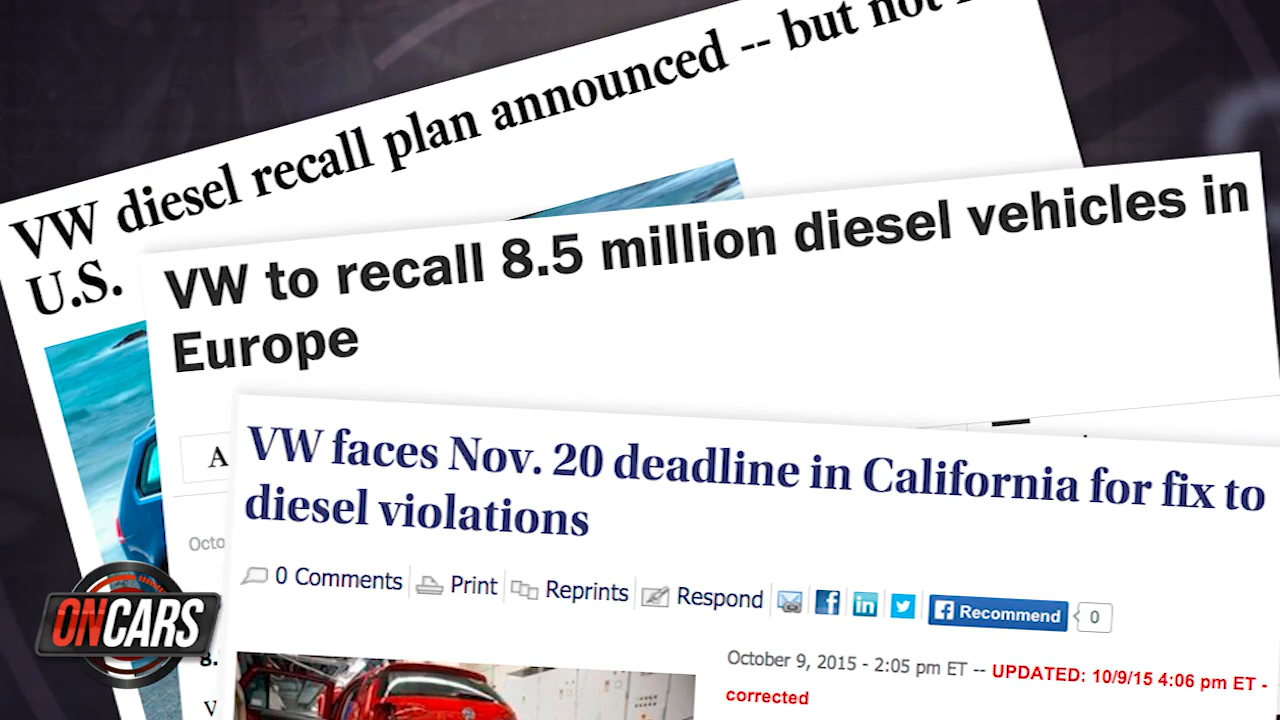 VW diesel recall plan announced -- but not
U.S.
VW to recall 8.5 million diesel vehicles in
Europe
A
Octo
VW faces Nov. 20 deadline in California for fix to
diesel violations
0 Comments Print Reprints Respond Recommend 0
October 9, 2015 - 2:05 pm ET -- UPDATED: 10/9/15 4:06 pm ET -
corrected
ONCARS
8.